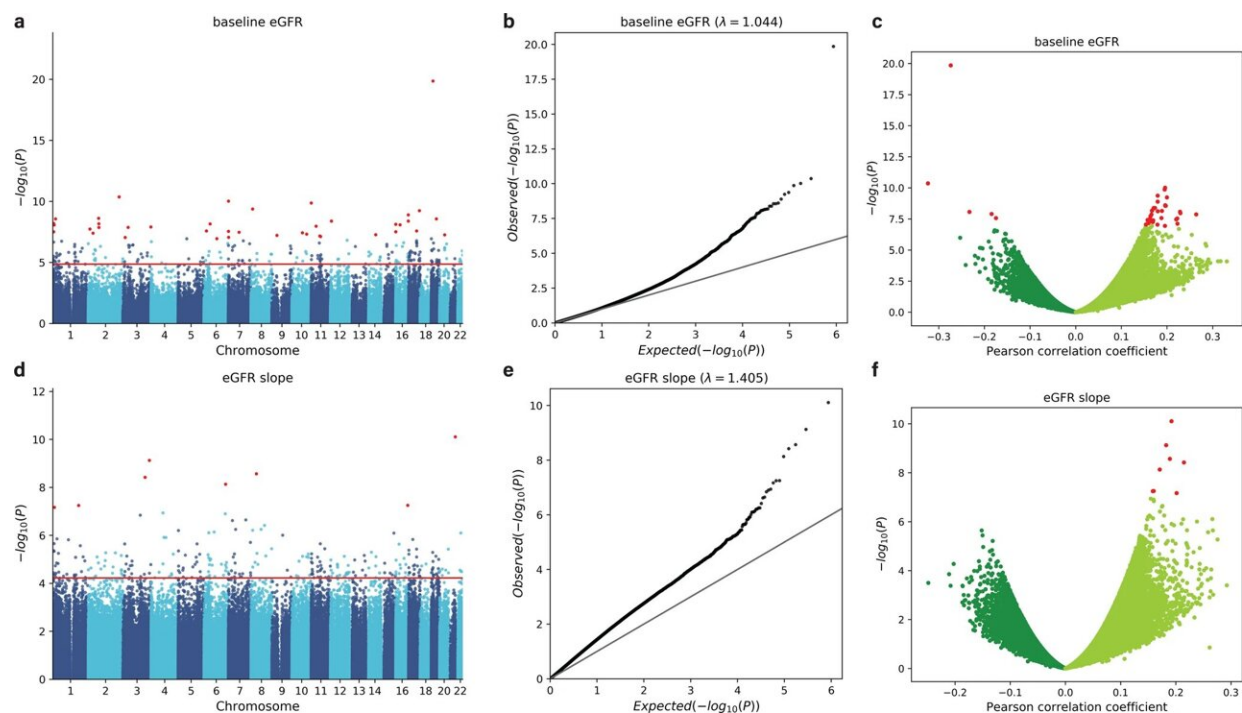 a
baseline eGFR
20
15
10
5
0
−log10(P)
1 2 3 4 5 6 7 8 9 10 11 12 13 14 16 18 20 22
Chromosome
b
baseline eGFR (λ = 1.044)
20.0
17.5
15.0
12.5
10.0
7.5
5.0
2.5
0.0
Observed(−log10(P))
0 1 2 3 4 5 6
Expected(−log10(P))
c
baseline eGFR
20.0
17.5
15.0
12.5
10.0
7.5
5.0
2.5
0.0
−log10(P)
−0.3 −0.2 −0.1 0.0 0.1 0.2 0.3
Pearson correlation coefficient
d
eGFR slope
12
10
8
6
4
2
0
−log10(P)
1 2 3 4 5 6 7 8 9 10 11 12 13 14 16 18 20 22
Chromosome
e
eGFR slope (λ = 1.405)
10
8
6
4
2
0
Observed(−log10(P))
0 1 2 3 4 5 6
Expected(−log10(P))
f
eGFR slope
10
8
6
4
2
0
−log10(P)
−0.2 −0.1 0.0 0.1 0.2 0.3
Pearson correlation coefficient